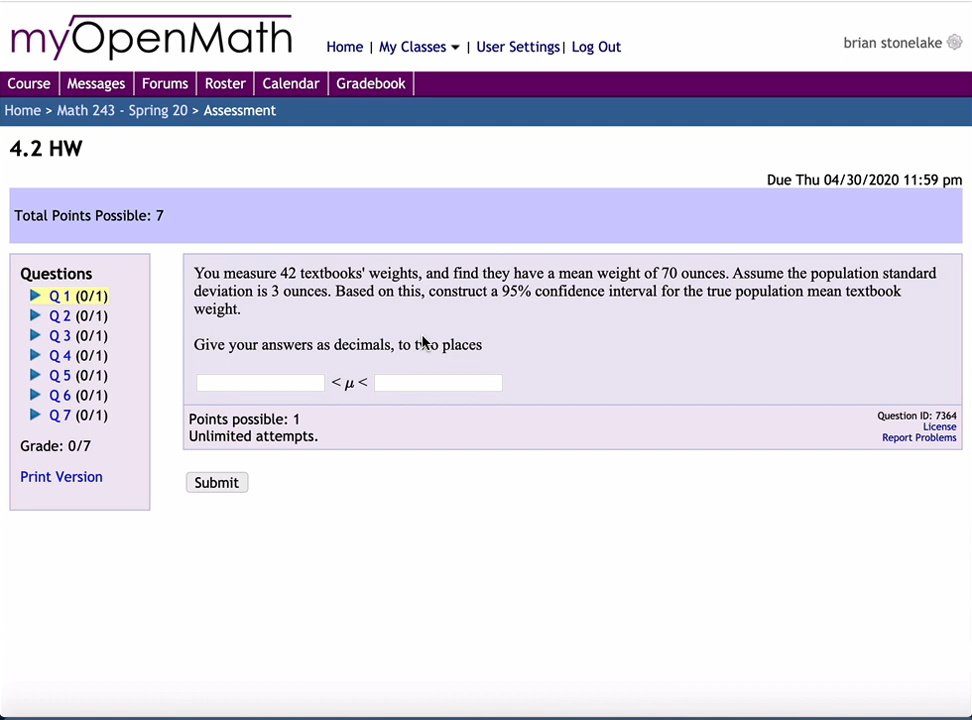 myOpenMath
Home | My Classes | User Settings| Log Out
brian stonelake
Course Messages Forums Roster Calendar Gradebook
Home > Math 243 - Spring 20 > Assessment
4.2 HW
Due Thu 04/30/2020 11:59 pm
Total Points Possible: 7
Questions
Q 1 (0/1)
Q 2 (0/1)
Q 3 (0/1)
Q 4 (0/1)
Q 5 (0/1)
Q 6 (0/1)
Q 7 (0/1)
Grade: 0/7
Print Version
You measure 42 textbooks' weights, and find they have a mean weight of 70 ounces. Assume the population standard
deviation is 3 ounces. Based on this, construct a 95% confidence interval for the true population mean textbook
weight.
Give your answers as decimals, to two places
< μ <
Points possible: 1
Unlimited attempts.
Question ID: 7364
License
Report Problems
Submit